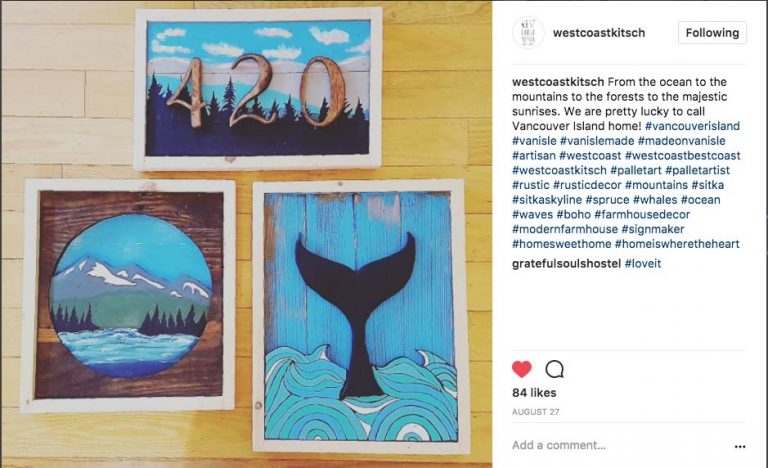 420
WEST
COAST
KITSCH
westcoastkitsch
Following
westcoastkitsch From the ocean to the
mountains to the forests to the majestic
sunrises. We are pretty lucky to call
Vancouver Island home! #vancouverisland
#vanisle #vanislemade #madeonvanisle
#artisan #westcoast #westcoastbestcoast
#westcoastkitsch #palletart #palletartist
#rustic #rusticdecor #mountains #sitka
#sitkaskyline #spruce #whales #ocean
#waves #boho #farmhousedecor
#modernfarmhouse #signmaker
#homesweethome #homeiswheretheheart
gratefulsoulshostel #loveit
84 likes
AUGUST 27
Add a comment...